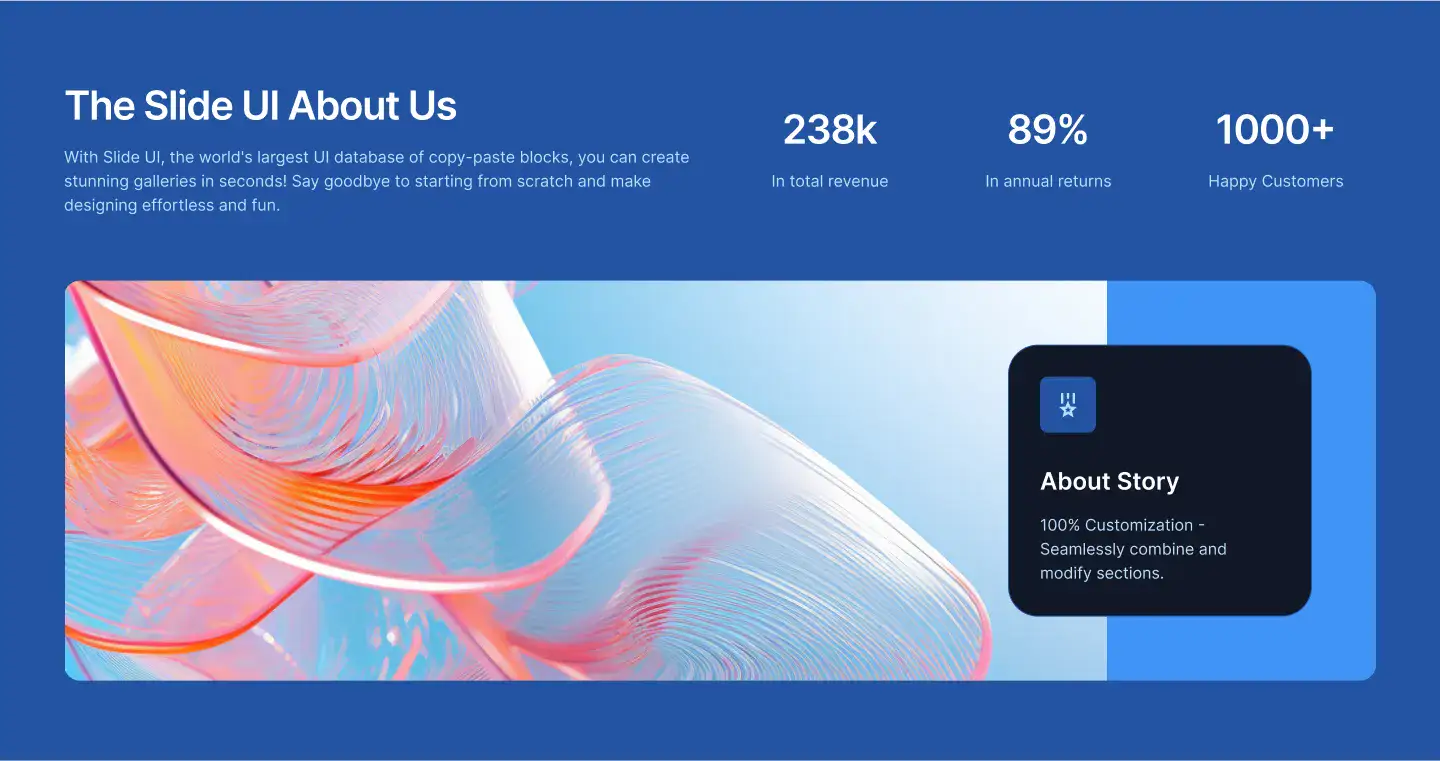 The Slide UI About Us
With Slide UI, the world's largest UI database of copy-paste blocks, you can create
stunning galleries in seconds! Say goodbye to starting from scratch and make
designing effortless and fun.
238k
In total revenue
89%
In annual returns
1000+
Happy Customers
About Story
100% Customization -
Seamlessly combine and
modify sections.